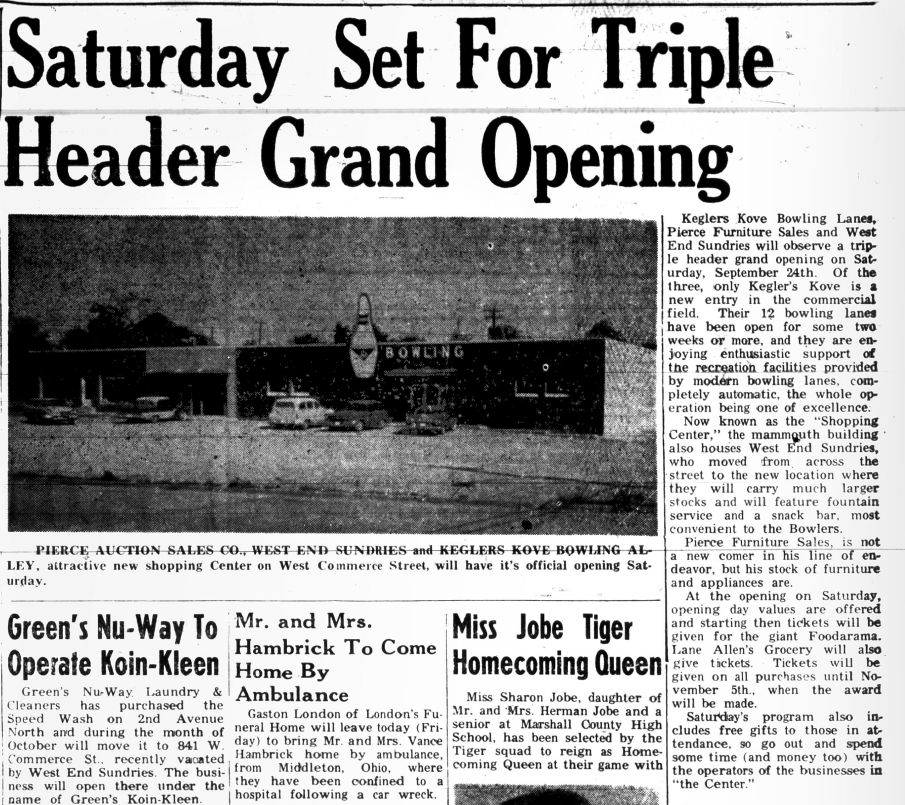 Saturday Set For Triple
Header Grand Opening
BOWLING
PIERCE AUCTION SALES CO., WEST END SUNDRIES and KEGLERS KOVE BOWLING AL-
LEY, attractive new shopping Center on West Commerce Street, will have it's official opening Sat-
urday.
Keglers Kove Bowling Lanes,
Pierce Furniture Sales and West
End Sundries will observe a trip-
le header grand opening on Sat-
urday, September 24th. Of the
three, only Kegler's Kove is a
new entry in the commercial
field. Their 12 bowling lanes
have been open for some two
weeks or more, and they are en-
joying enthusiastic support of
the recreation facilities provided
by modern bowling lanes, com-
pletely automatic, the whole op-
eration being one of excellence.
Now known as the "Shopping
Center," the mammouth building
also houses West End Sundries,
who moved from across the
street to the new location where
they will carry much larger
stocks and will feature fountain
service and a snack bar, most
convenient to the Bowlers.
Pierce Furniture Sales, is not
a new comer in his line of en-
deavor, but his stock of furniture
and appliances are.
At the opening on Saturday,
opening day values are offered
and starting then tickets will be
given for the giant Foodarama.
Lane Allen's Grocery will also
give tickets. Tickets will be
given on all purchases until No-
vember 5th., when the award
will be made.
Saturday's program also in-
cludes free gifts to those in at-
tendance, so go out and spend
some time (and money too) with
the operators of the businesses in
"the Center."
Green's Nu-Way To
Operate Koin-Kleen
Green's Nu-Way Laundry &
Cleaners has purchased the
Speed Wash on 2nd Avenue
North and during the month of
October will move it to 841 W.
Commerce St., recently vacated
by West End Sundries. The busi-
ness will open there under the
name of Green's Koin-Kleen.
Mr. and Mrs.
Hambrick To Come
Home By
Ambulance
Gaston London of London's Fu-
neral Home will leave today (Fri-
day) to bring Mr. and Mrs. Vance
Hambrick home by ambulance,
from Middleton, Ohio, where
they have been confined to a
hospital following a car wreck.
Miss Jobe Tiger
Homecoming Queen
Miss Sharon Jobe, daughter of
Mr. and Mrs. Herman Jobe and a
senior at Marshall County High
School, has been selected by the
Tiger squad to reign as Home-
coming Queen at their game with